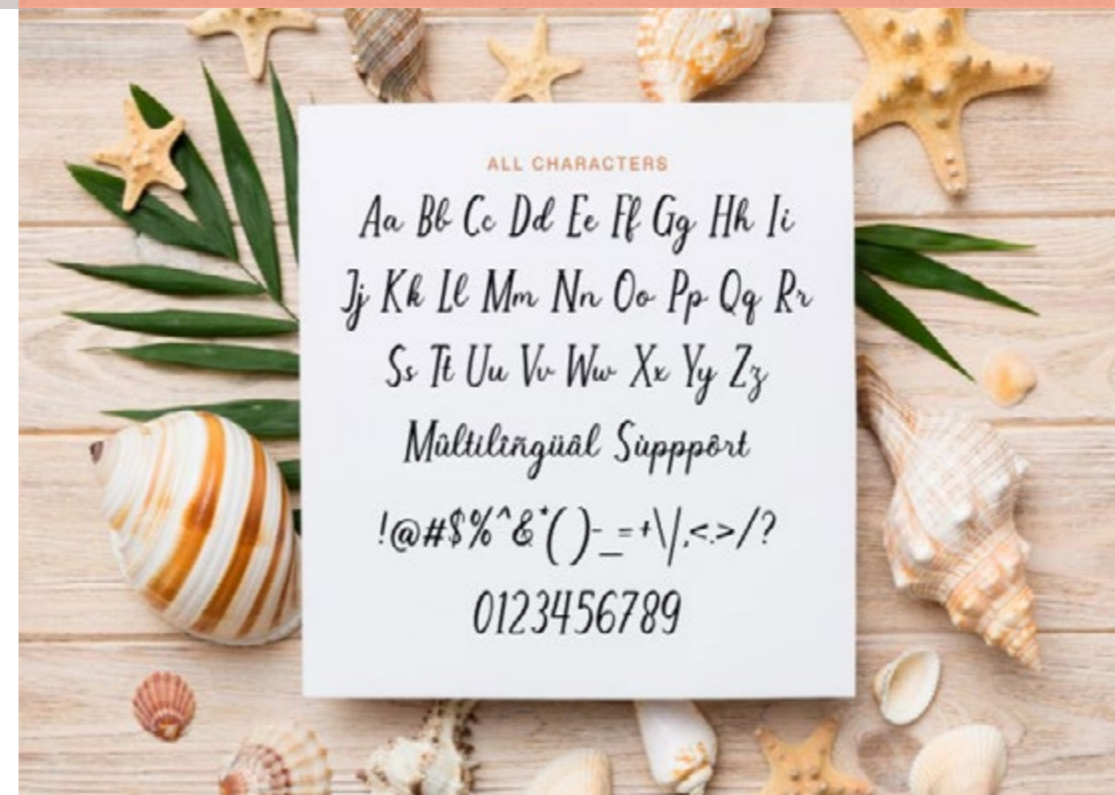 ALL CHARACTERS
Aa Bb Cc Dd Ee Ff Gg Hh Ii
Jj Kk Ll Mm Nn Oo Pp Qq Rr
Ss Tt Uu Vv Ww Xx Yy Zz
Mûltilîñgüâl Sùpppôrt
!@#$%^&*()-_=+\|,<.>/?
0123456789